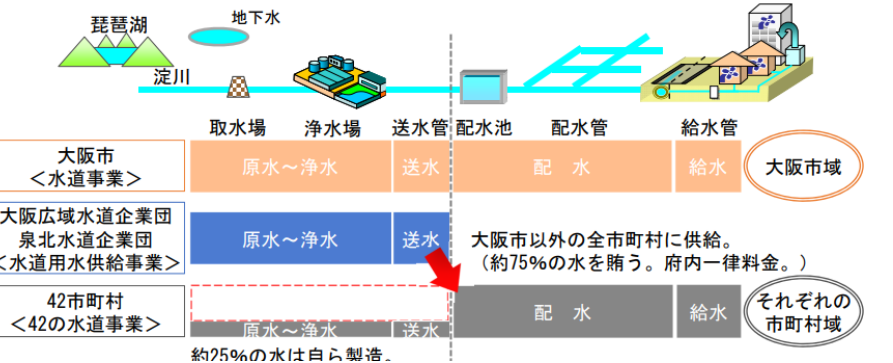 琵琶湖
地下水
淀川
取水場 浄水場 送水管 配水池 配水管 給水管
大阪市
<水道事業>
原水～浄水 送水 配 水 給水
大阪市域
大阪広域水道企業団
泉北水道企業団
<水道用水供給事業>
原水～浄水 送水
大阪市以外の全市町村に供給。
（約75%の水を賄う。府内一律料金。）
42市町村
<42の水道事業>
原水～浄水 送水
配 水 給水
それぞれの
市町村域
約25%の水は自ら製造。